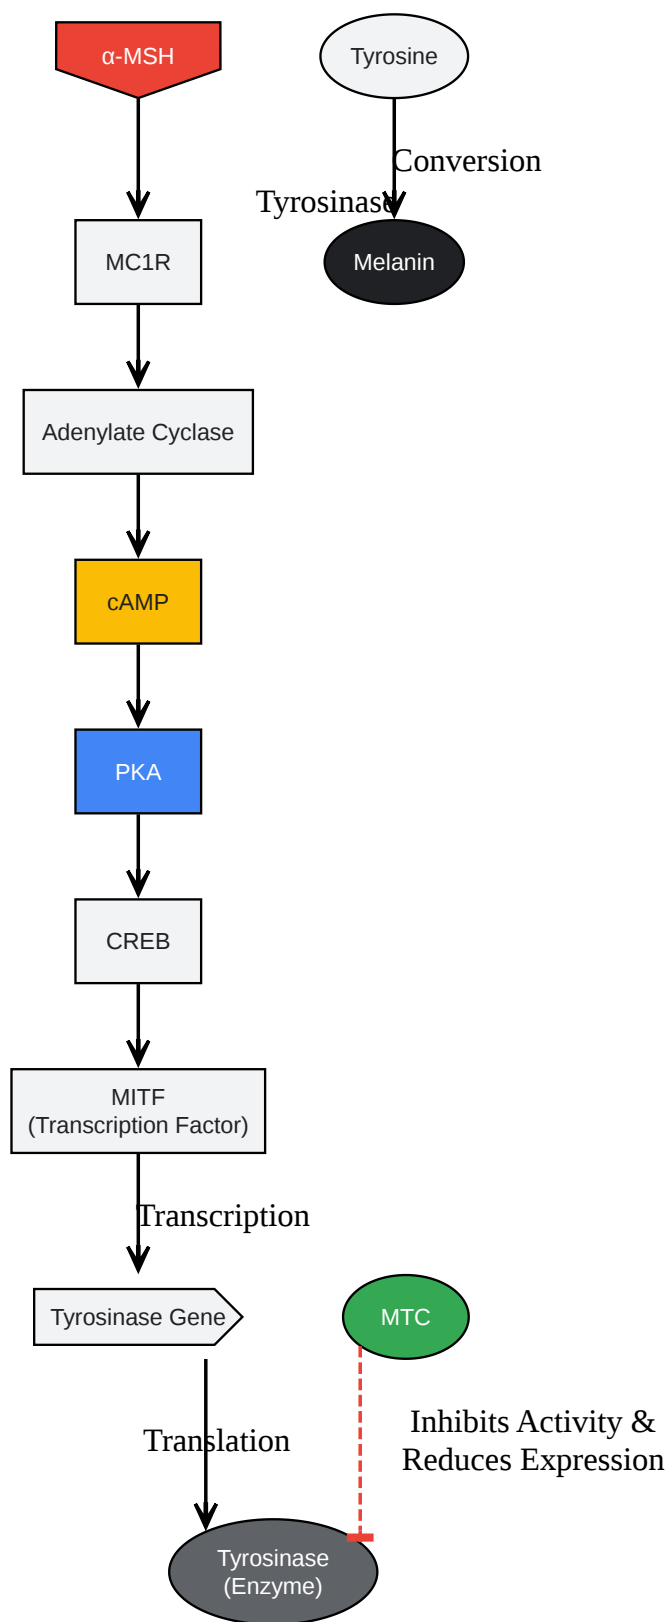 α-MSH
Tyrosine
Conversion
Tyrosinase
MC1R
Melanin
Adenylate Cyclase
cAMP
PKA
CREB
MITF
(Transcription Factor)
Transcription
Tyrosinase Gene
MTC
Translation
Inhibits Activity &
Reduces Expression
Tyrosinase
(Enzyme)